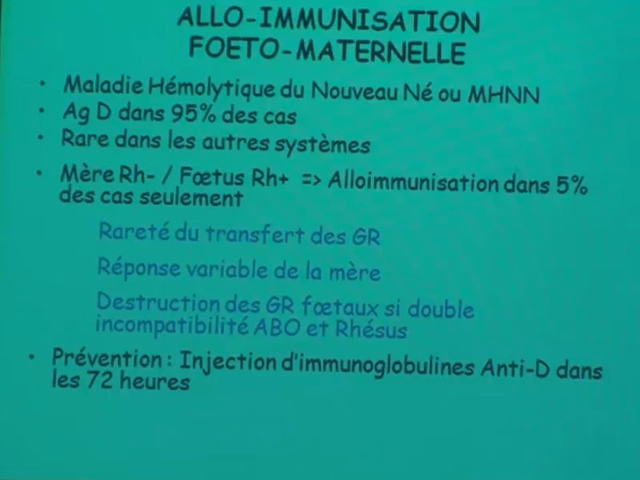 ALLO-IMMUNISATION
FOETO-MATERNELLE
• Maladie Hémolytique du Nouveau Né ou MHNN
• Ag D dans 95% des cas
• Rare dans les autres systèmes
• Mère Rh- / Fœtus Rh+ => Alloimmunisation dans 5%
des cas seulement
Rareté du transfert des GR
Réponse variable de la mère
Destruction des GR fœtaux si double
incompatibilité ABO et Rhésus
• Prévention : Injection d'immunoglobulines Anti-D dans
les 72 heures